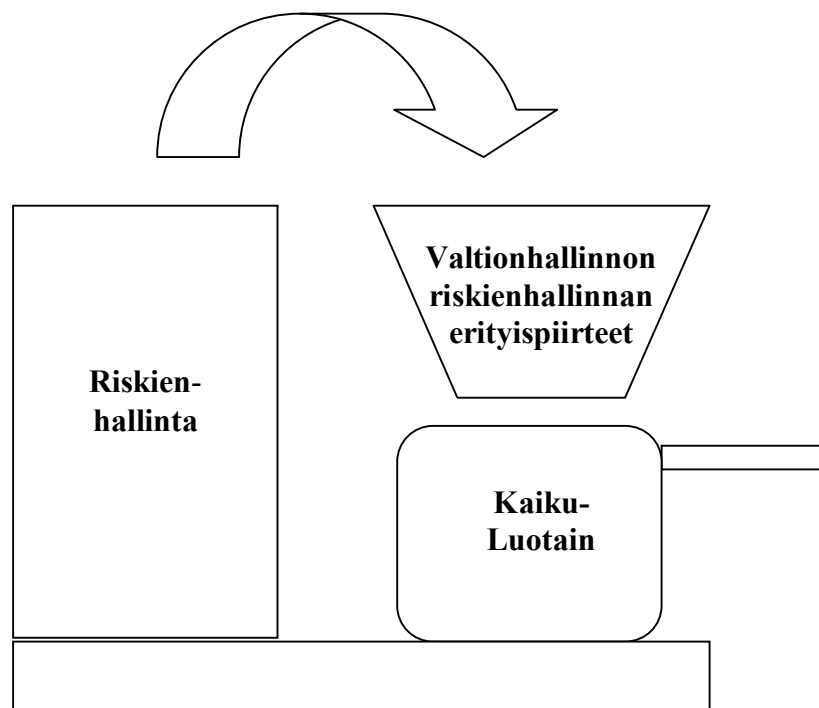 Riskien-
hallinta
Valtionhallinnon
riskienhallinnan
erityispiirteet
Kaiku-
Luotain